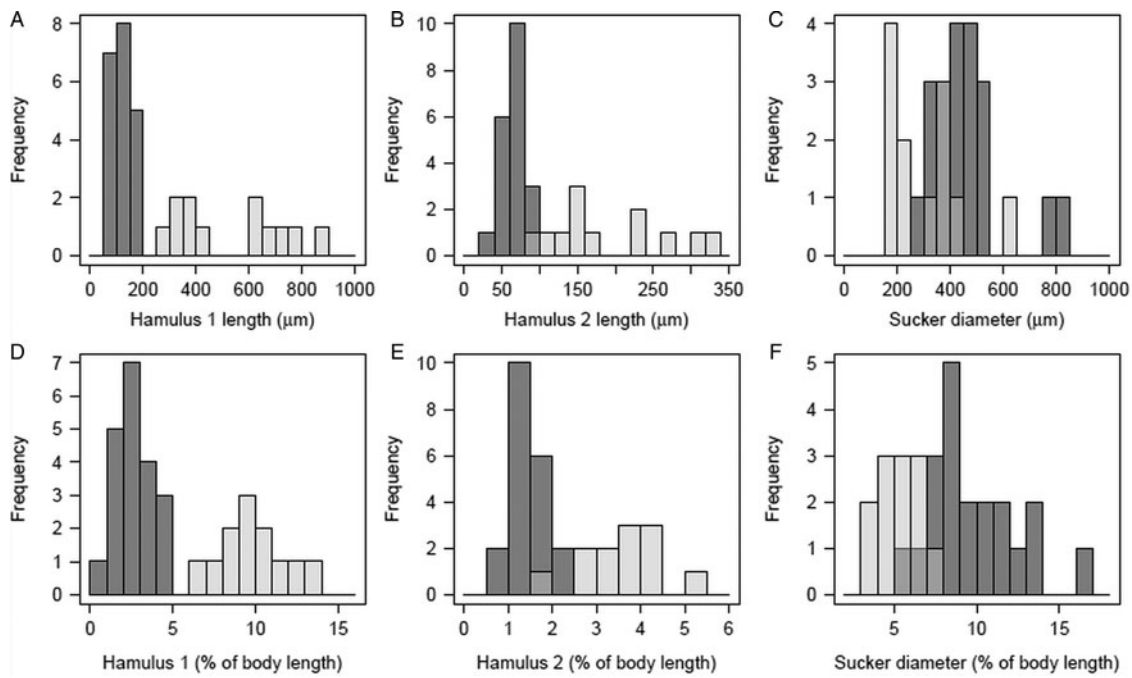 A
8
6
4
2
0
Frequency
0 200 400 600 800 1000
Hamulus 1 length (μm)
B
10
8
6
4
2
0
Frequency
0 50 150 250 350
Hamulus 2 length (μm)
C
4
3
2
1
0
Frequency
0 200 400 600 800 1000
Sucker diameter (μm)
D
7
6
5
4
3
2
1
0
Frequency
0 5 10 15
Hamulus 1 (% of body length)
E
10
8
6
4
2
0
Frequency
0 1 2 3 4 5 6
Hamulus 2 (% of body length)
F
5
4
3
2
1
0
Frequency
5 10 15
Sucker diameter (% of body length)